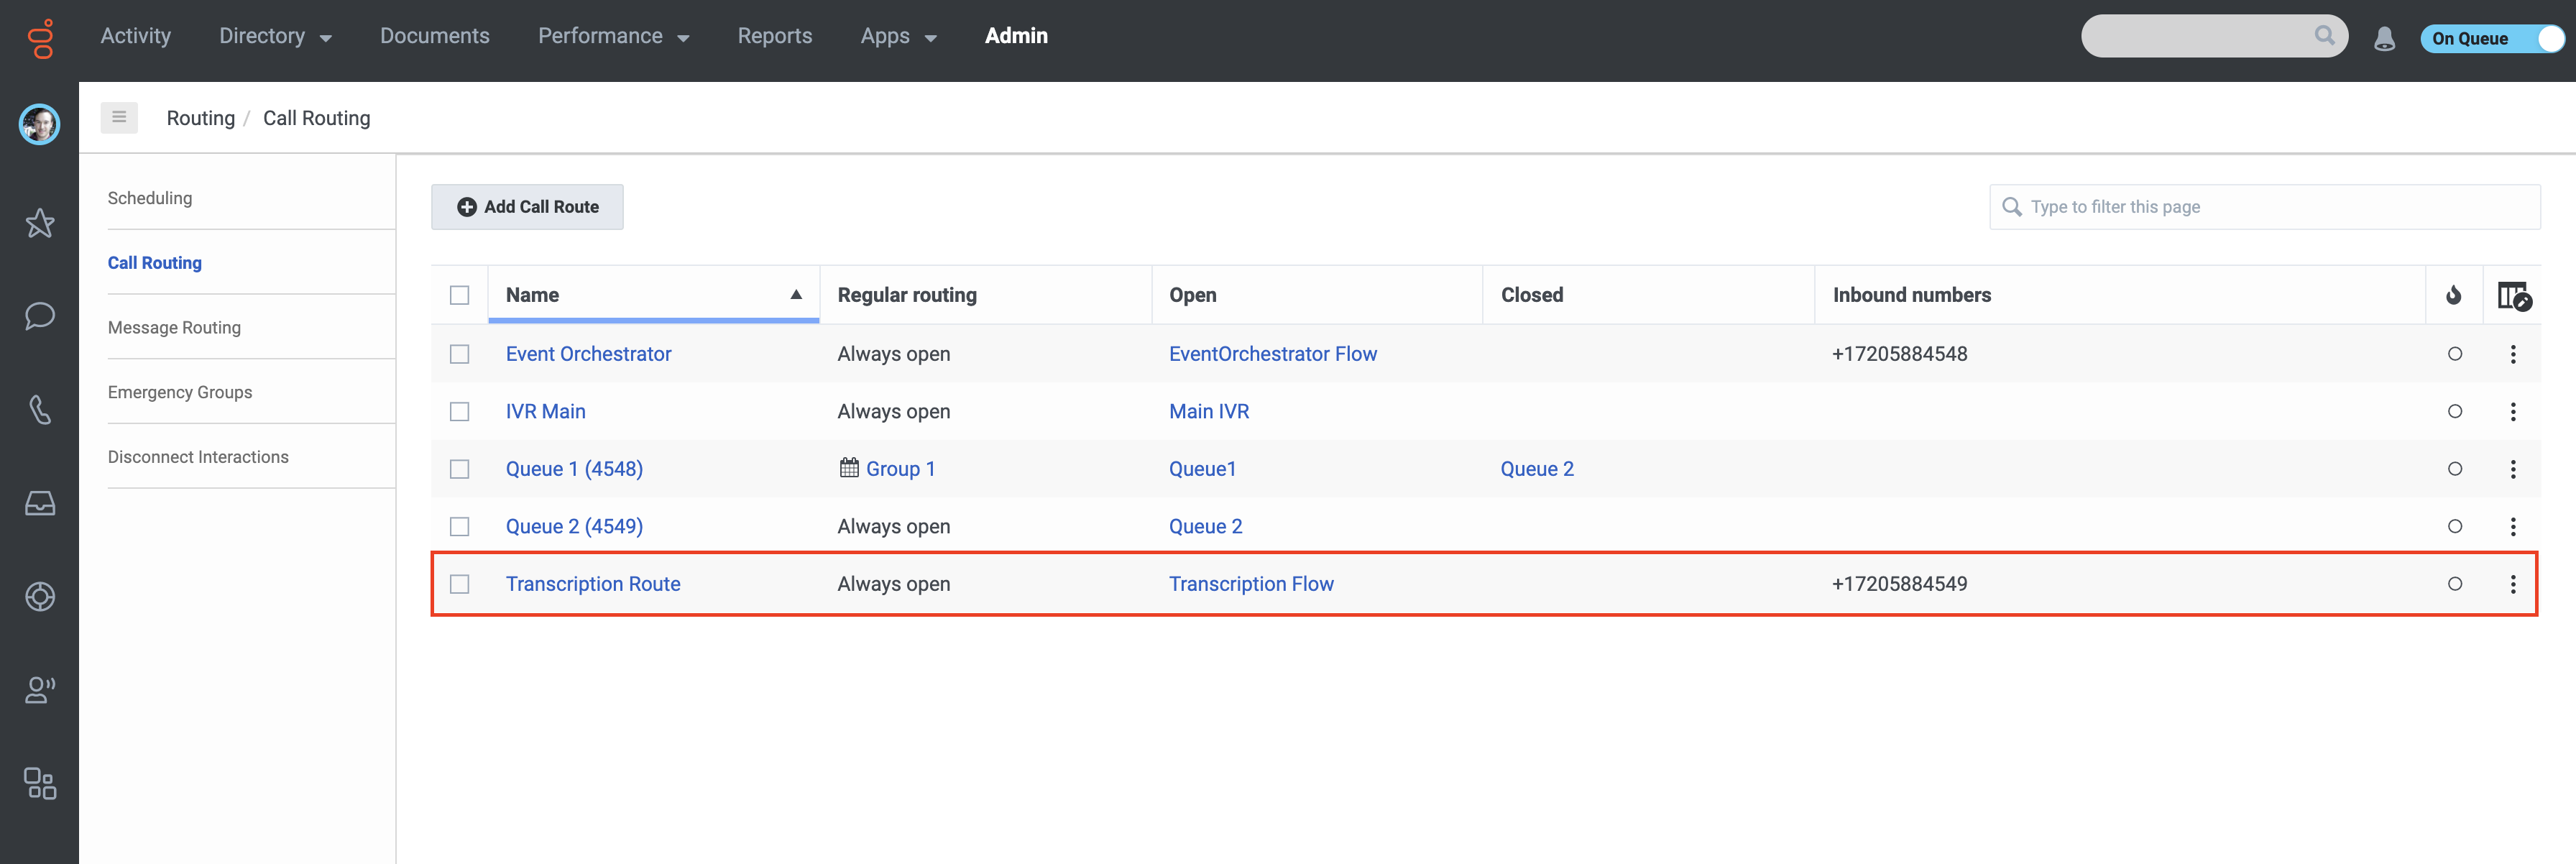 Activity Directory Documents Performance Reports Apps Admin On Queue
Routing / Call Routing
Scheduling
Call Routing
Message Routing
Emergency Groups
Disconnect Interactions
Add Call Route Type to filter this page
Name Regular routing Open Closed Inbound numbers
Event Orchestrator Always open EventOrchestrator Flow +17205884548
IVR Main Always open Main IVR
Queue 1 (4548) Group 1 Queue1 Queue 2
Queue 2 (4549) Always open Queue 2
Transcription Route Always open Transcription Flow +17205884549